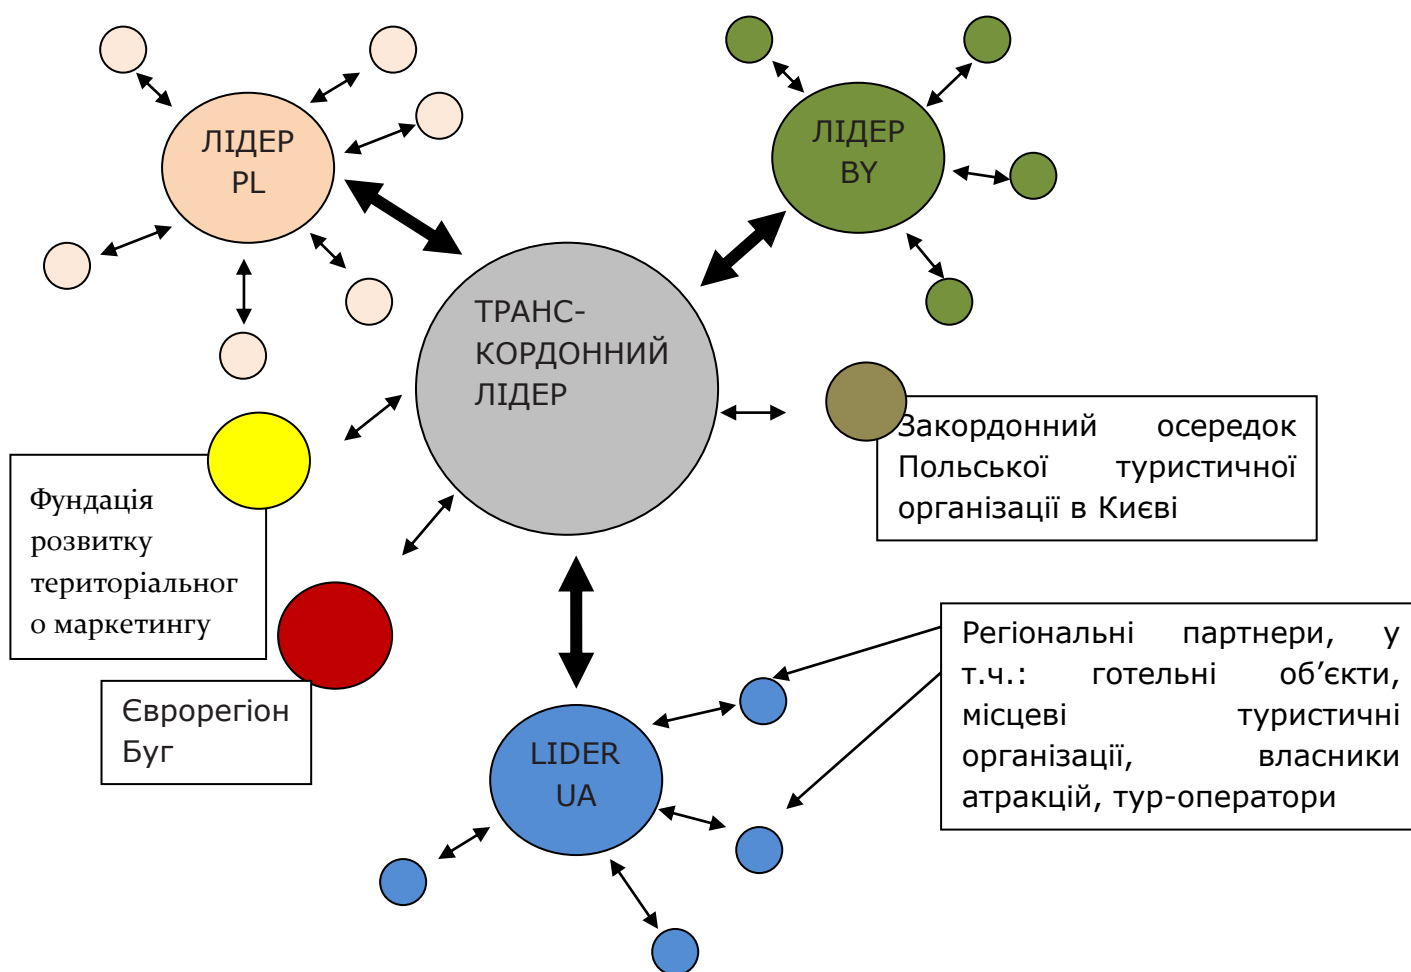 ЛІДЕР
PL
ЛІДЕР
BY
ТРАНС-
КОРДОННИЙ
ЛІДЕР
Закордонний осередок
Польської туристичної
організації в Києві
Фундація
розвитку
територіальног
о маркетингу
Єврорегіон
Буг
LIDER
UA
Регіональні партнери, у
т.ч.: готельні об’єкти,
місцеві туристичні
організації, власники
атракцій, тур-оператори